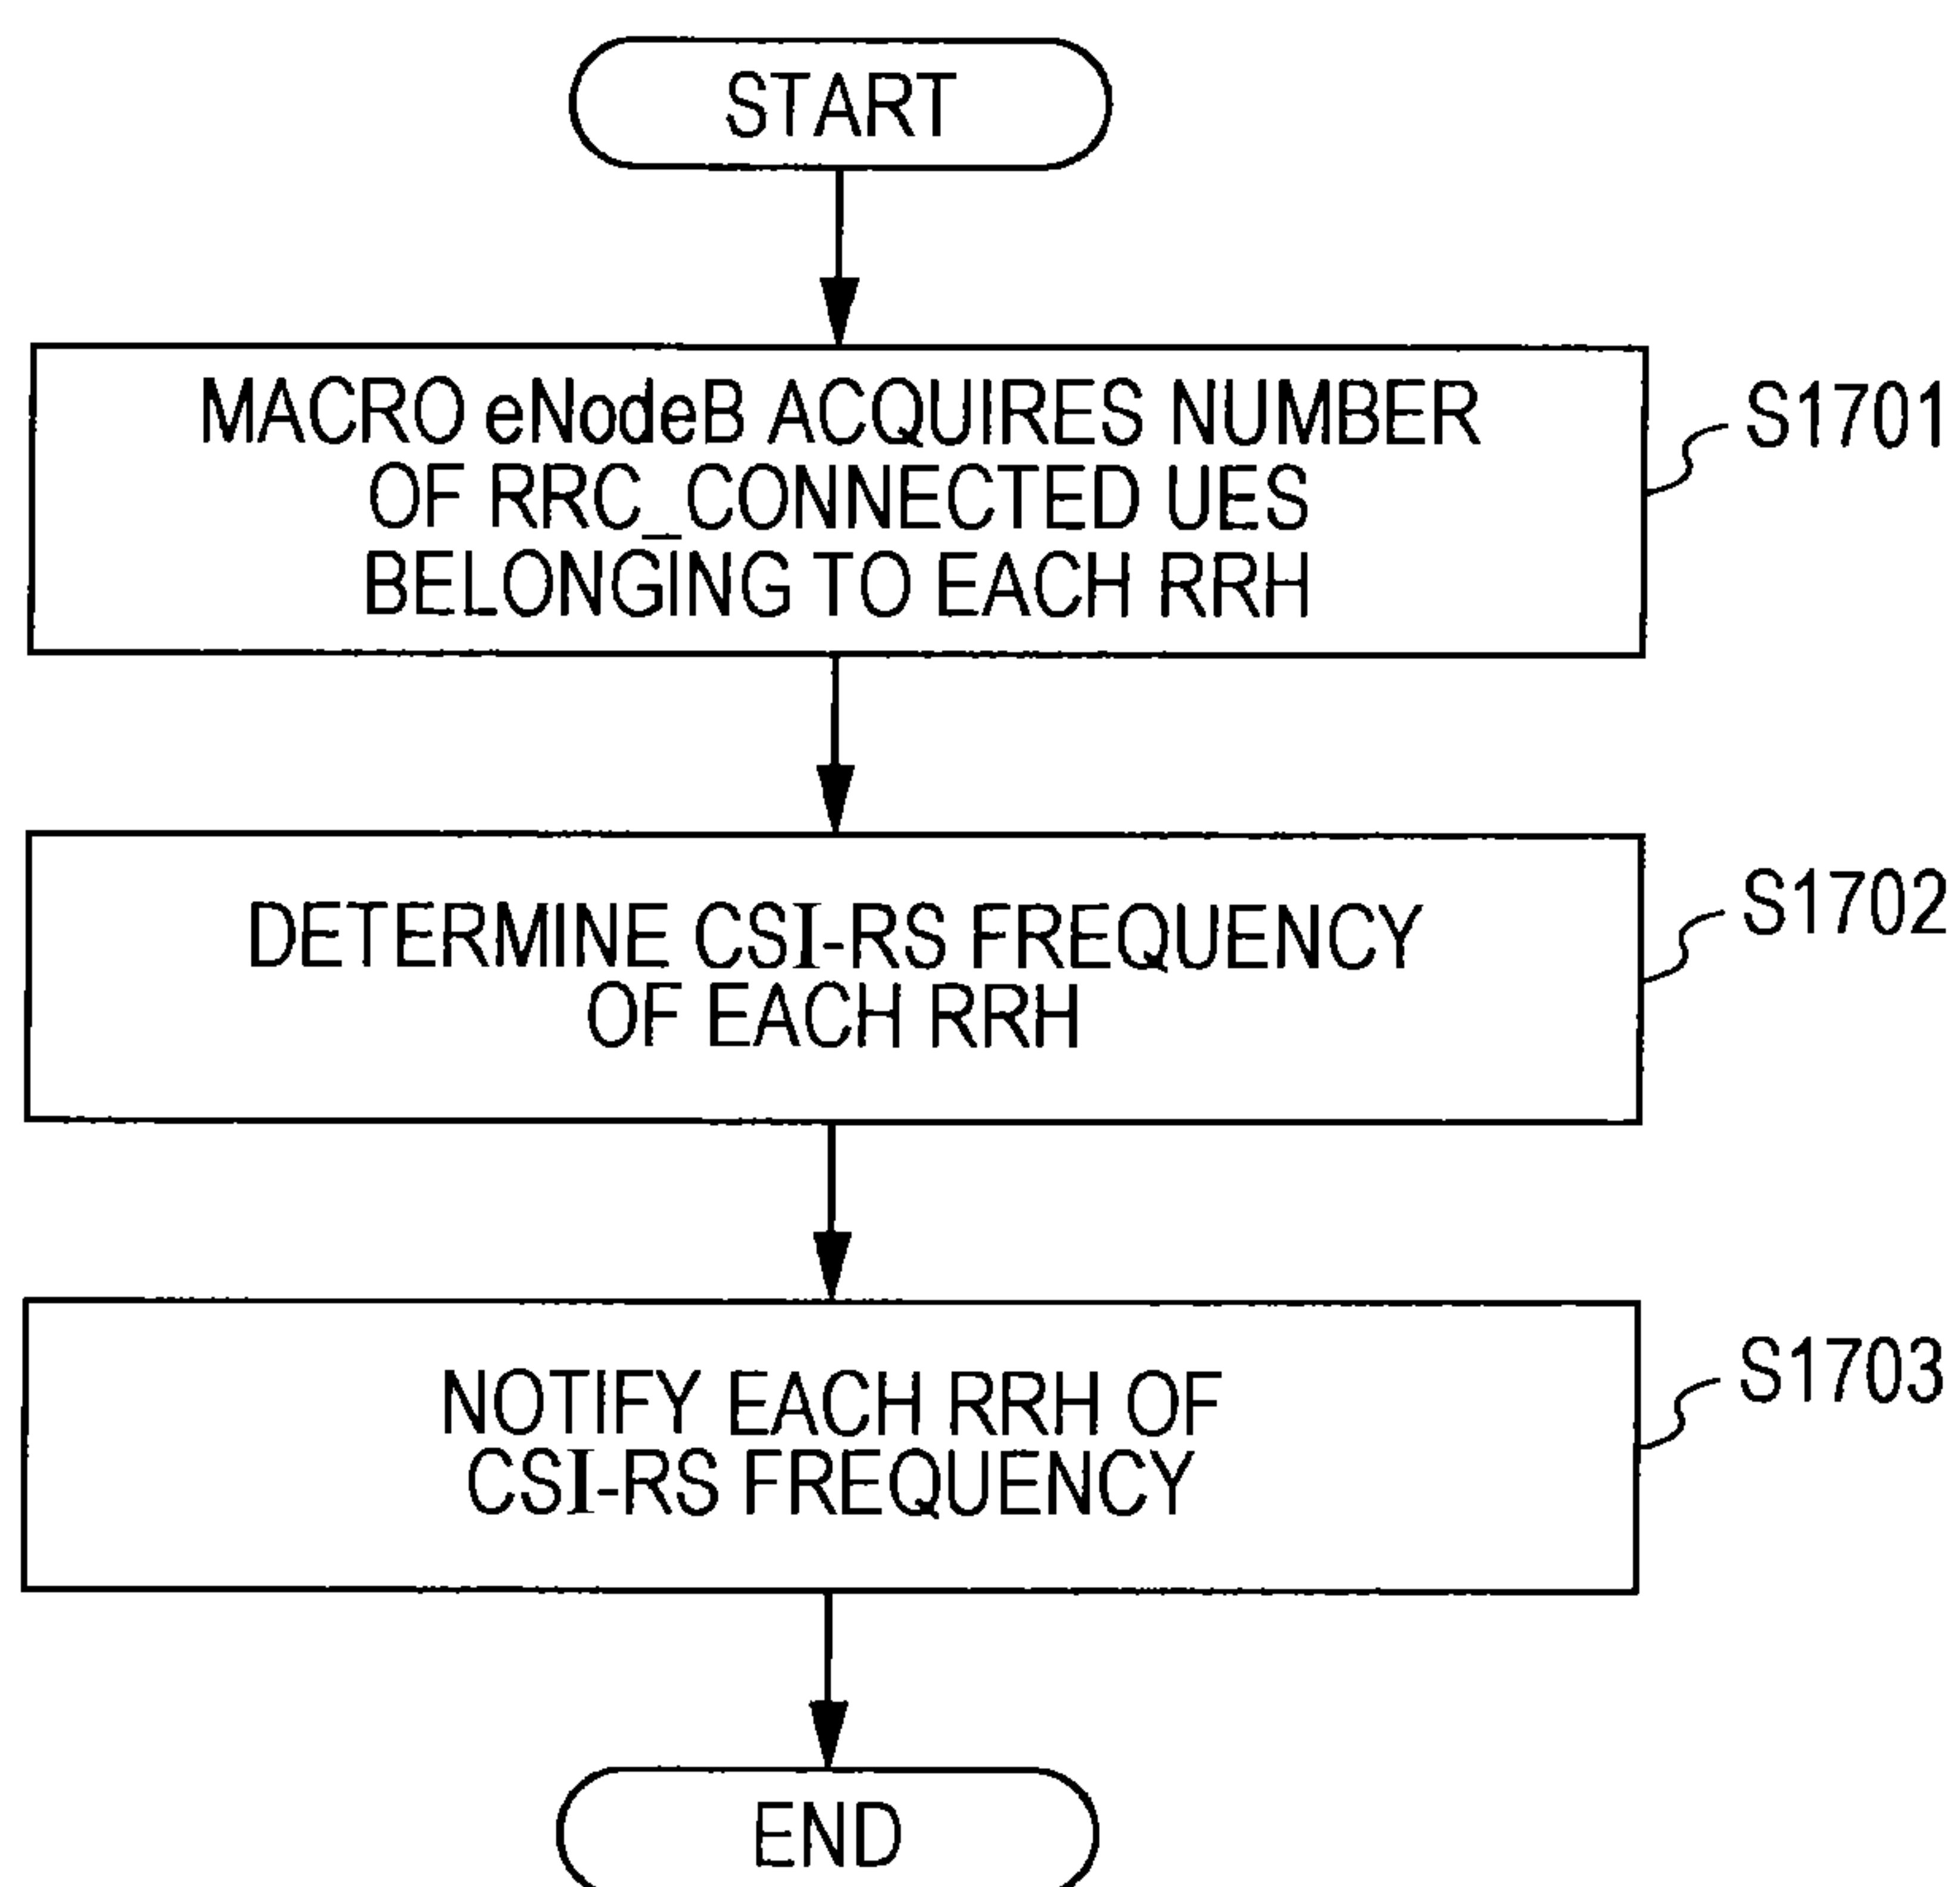 START
MACRO eNodeB ACQUIRES NUMBER
OF RRC_CONNECTED UES
BELONGING TO EACH RRH
S1701
DETERMINE CSI-RS FREQUENCY
OF EACH RRH
S1702
NOTIFY EACH RRH OF
CSI-RS FREQUENCY
S1703
END